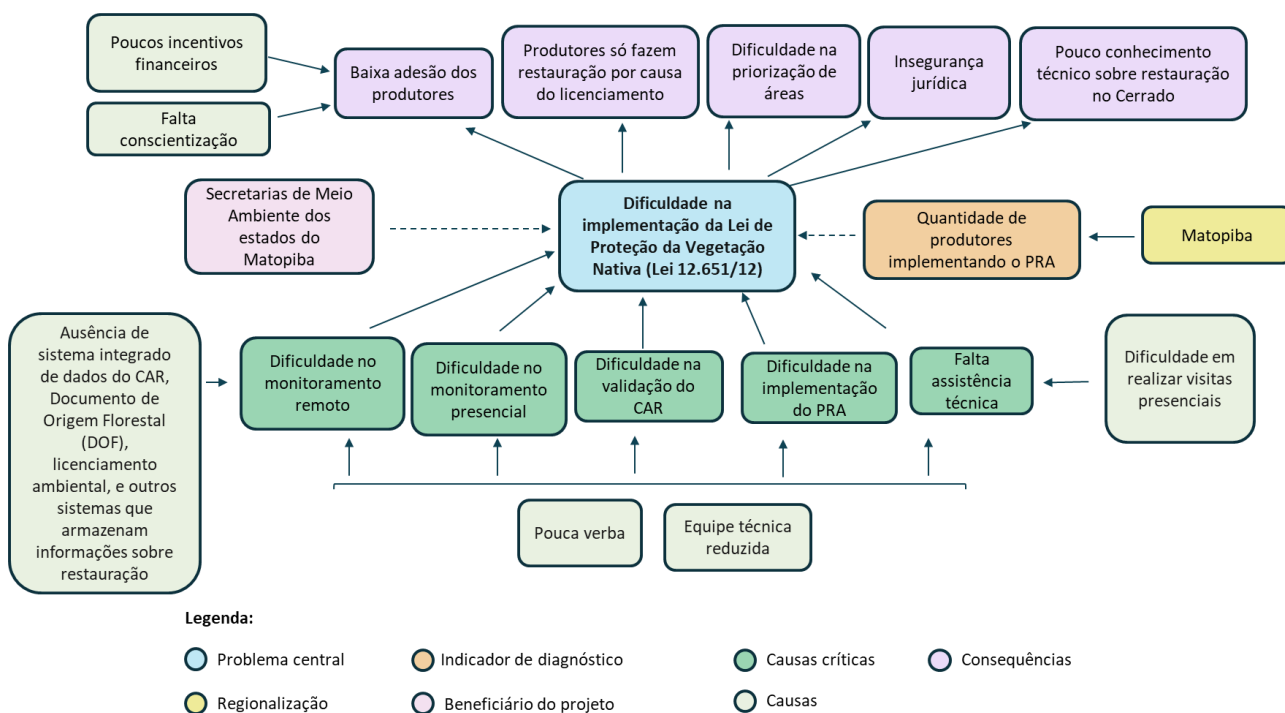 Poucos incentivos
financeiros
Falta
conscientização
Baixa adesão dos
produtores
Produtores só fazem
restauração por causa
do licenciamento
Dificuldade na
priorização de
áreas
Insegurança
jurídica
Pouco conhecimento
técnico sobre restauração
no Cerrado
Secretarias de Meio
Ambiente dos
estados do
Matopiba
Dificuldade na
implementação da Lei de
Proteção da Vegetação
Nativa (Lei 12.651/12)
Quantidade de
produtores
implementando o PRA
Matopiba
Ausência de
sistema integrado
de dados do CAR,
Documento de
Origem Florestal
(DOF),
licenciamento
ambiental, e outros
sistemas que
armazenam
informações sobre
restauração
Dificuldade no
monitoramento
remoto
Dificuldade no
monitoramento
presencial
Dificuldade na
validação do
CAR
Dificuldade na
implementação
do PRA
Falta
assistência
técnica
Dificuldade em
realizar visitas
presenciais
Pouca verba
Equipe técnica
reduzida
Legenda:
Problema central
Indicador de diagnóstico
Causas críticas
Consequências
Regionalização
Beneficiário do projeto
Causas